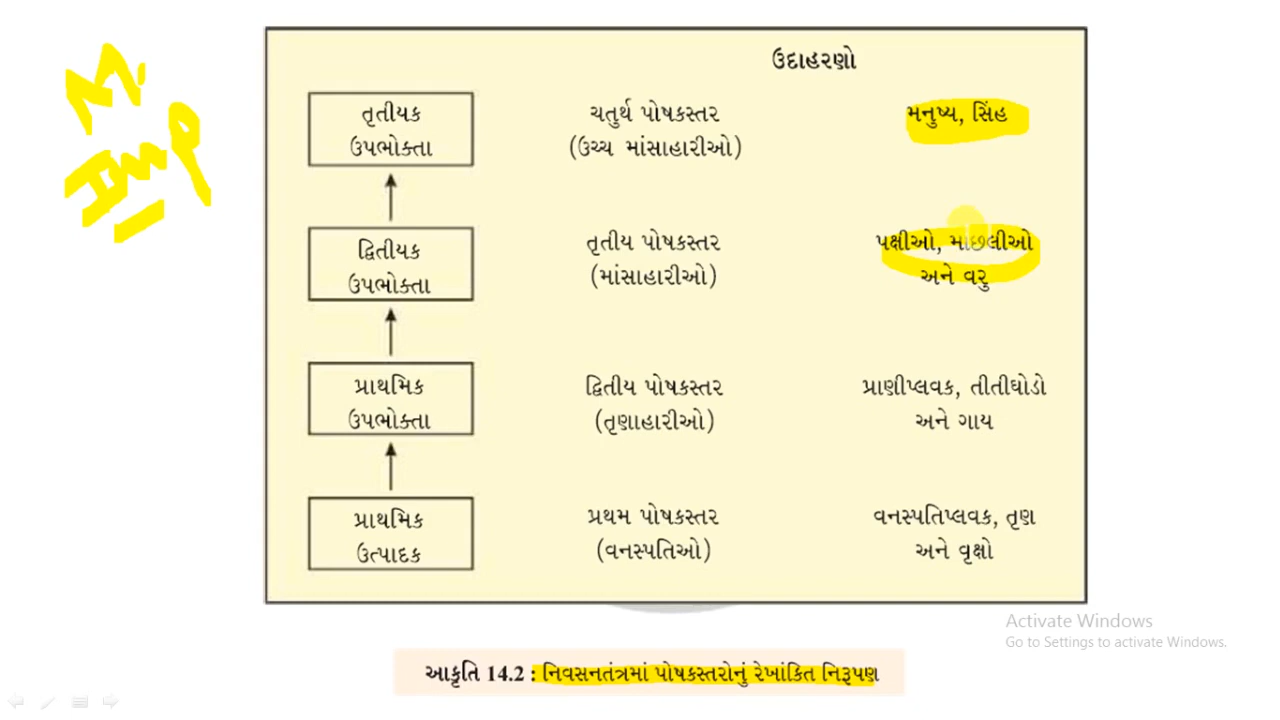 M. Imp
ઉદાહરણો
તૃતીયક
ઉપભોક્તા
ચતુર્થ પોષકસ્તર
(ઉચ્ચ માંસાહારીઓ)
મનુષ્ય, સિંહ
દ્વિતીયક
ઉપભોક્તા
તૃતીય પોષકસ્તર
(માંસાહારીઓ)
પક્ષીઓ, માછલીઓ
અને વરુ
પ્રાથમિક
ઉપભોક્તા
દ્વિતીય પોષકસ્તર
(તૃણાહારીઓ)
પ્રાણીપ્લવક, તીતીઘોડો
અને ગાય
પ્રાથમિક
ઉત્પાદક
પ્રથમ પોષકસ્તર
(વનસ્પતિઓ)
વનસ્પતિપ્લવક, તૃણ
અને વૃક્ષો
Activate Windows
Go to Settings to activate Windows.
આકૃતિ 14.2 : નિવસનતંત્રમાં પોષકસ્તરોનું રેખાંકિત નિરૂપણ